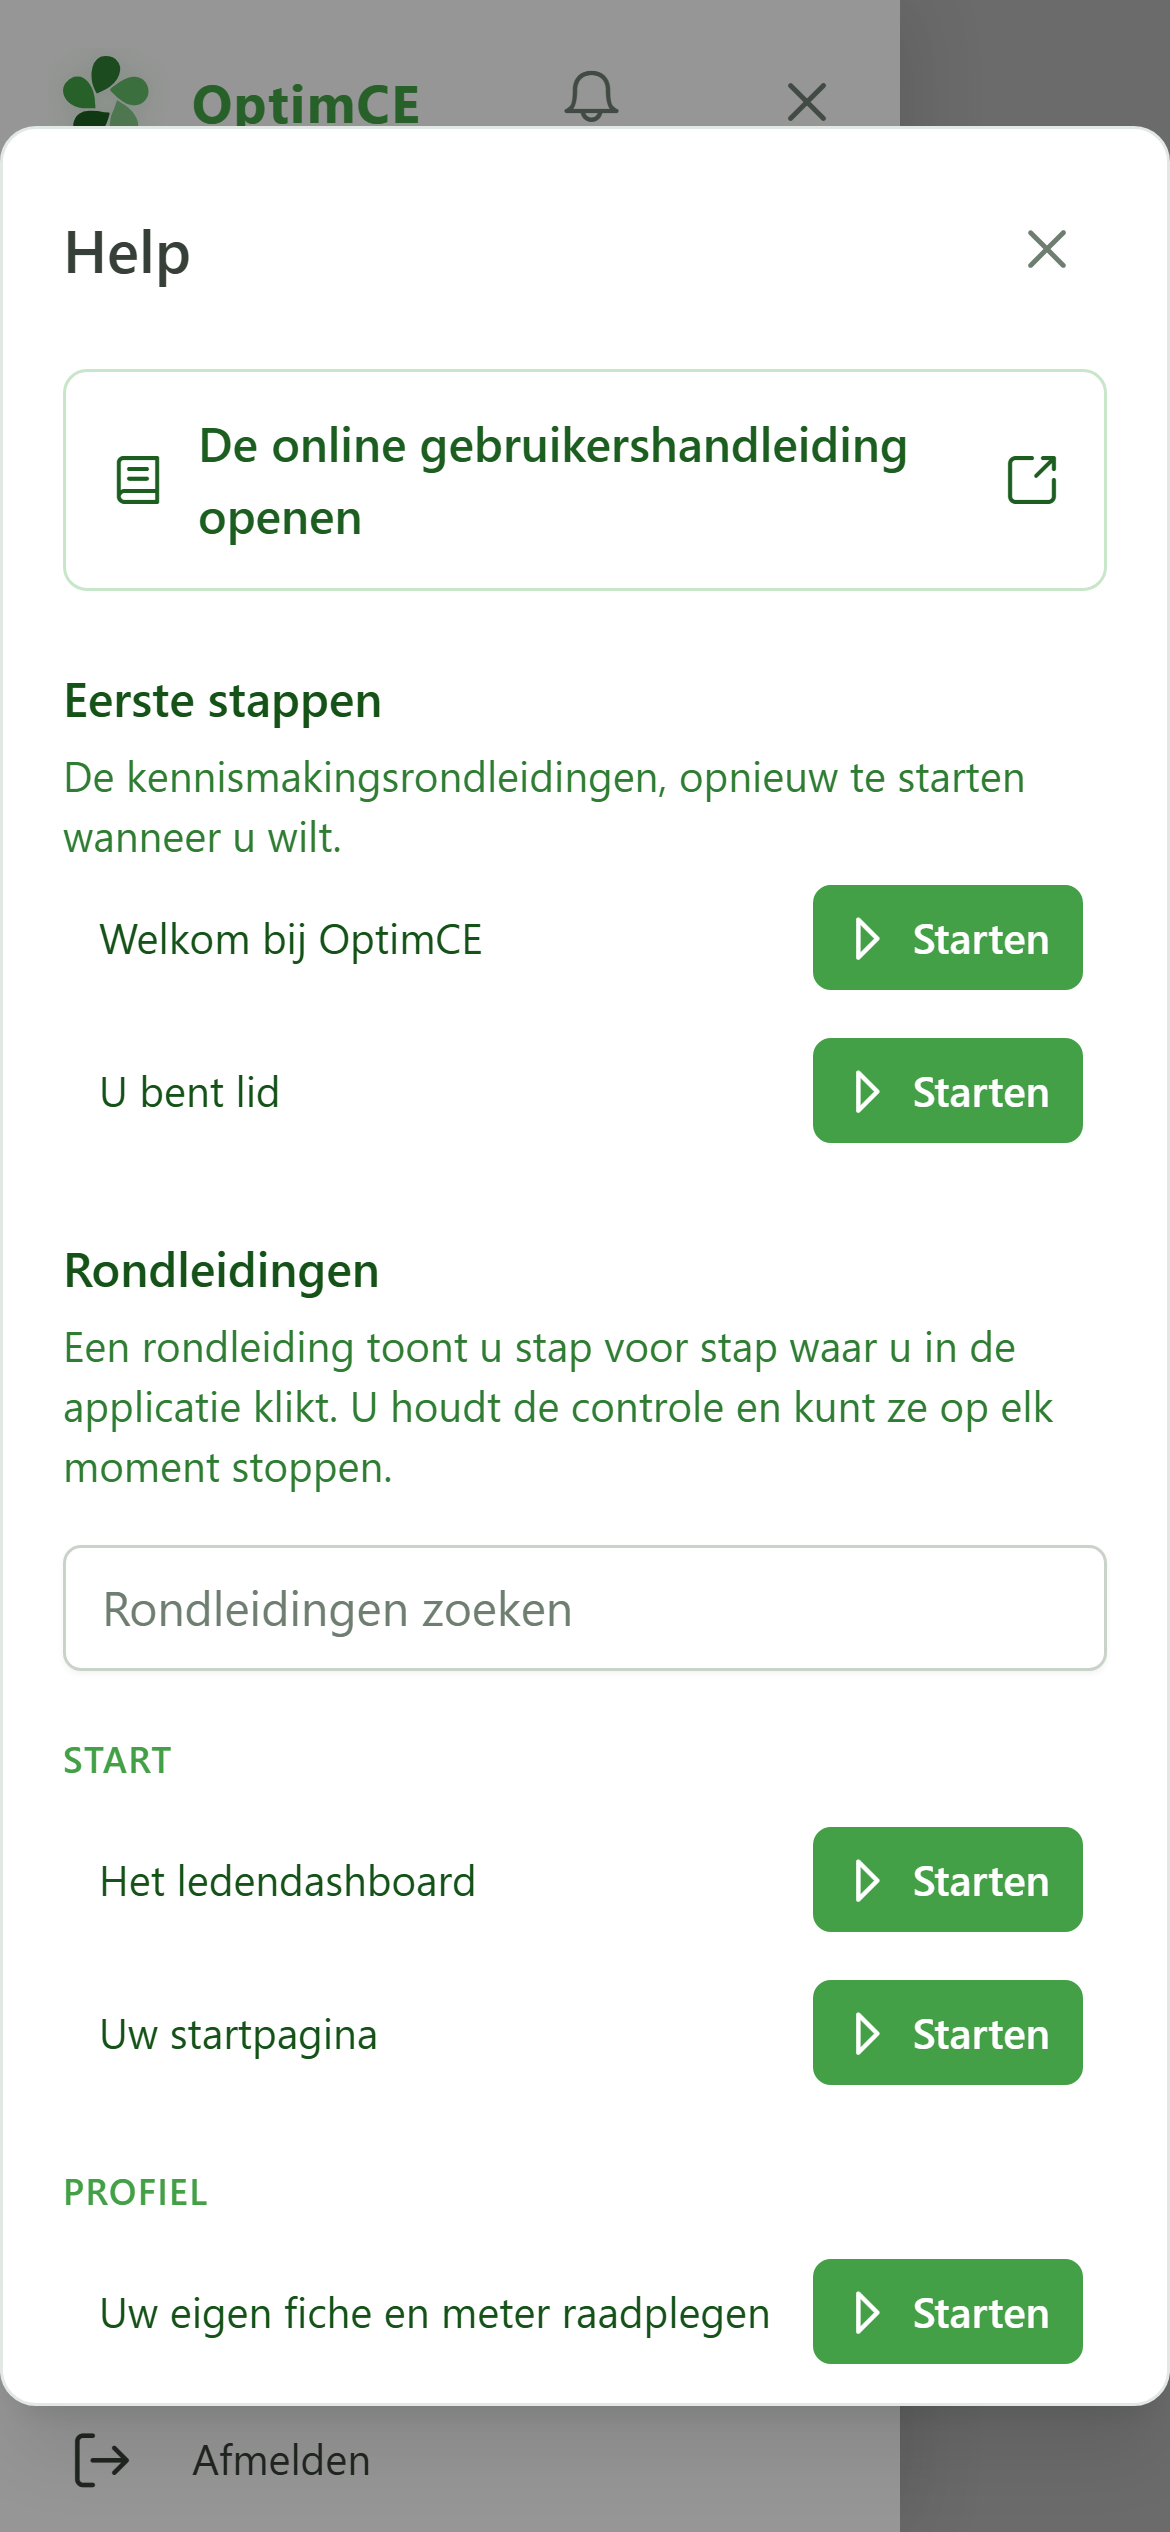 OptimCE
Help
De online gebruikershandleiding
openen
Eerste stappen
De kennismakingsrondleidingen, opnieuw te starten
wanneer u wilt.
Welkom bij OptimCE
Starten
U bent lid
Starten
Rondleidingen
Een rondleiding toont u stap voor stap waar u in de
applicatie klikt. U houdt de controle en kunt ze op elk
moment stoppen.
Rondleidingen zoeken
START
Het ledendashboard
Starten
Uw startpagina
Starten
PROFIEL
Uw eigen fiche en meter raadplegen
Starten
Afmelden